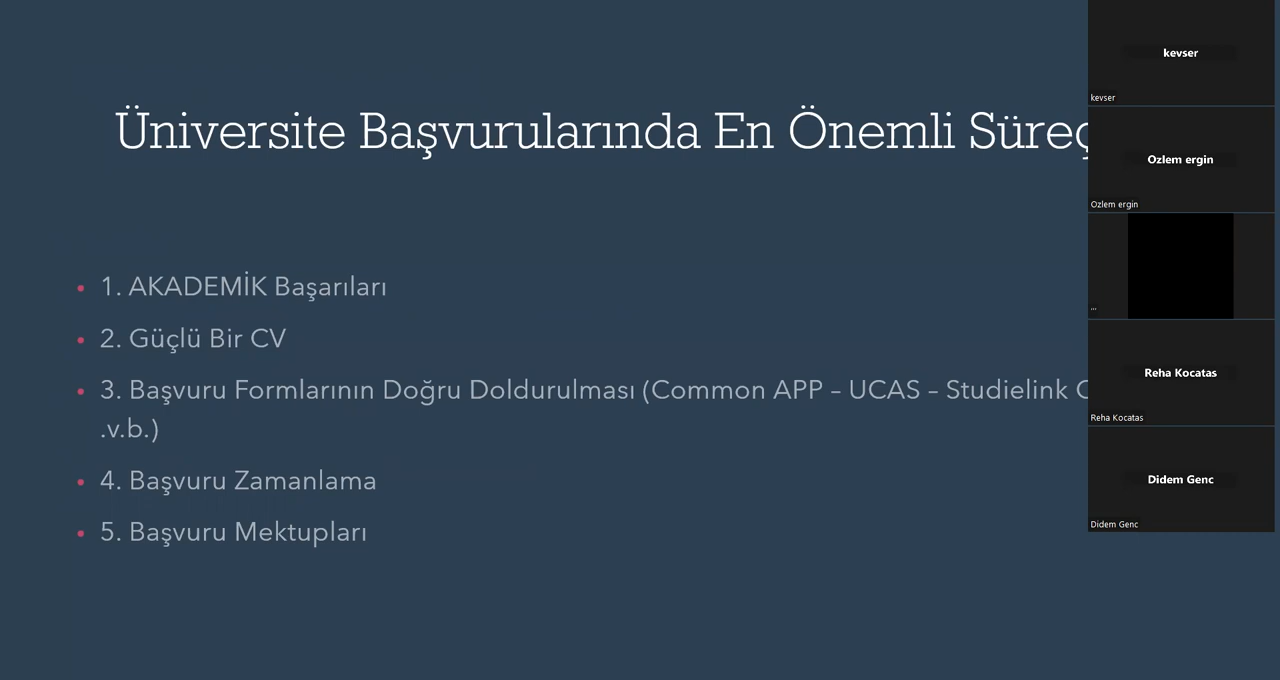 Üniversite Başvurularında En Önemli Süreç
1. AKADEMİK Başarıları
2. Güçlü Bir CV
3. Başvuru Formlarının Doğru Doldurulması (Common APP – UCAS – Studielink
.v.b.)
4. Başvuru Zamanlama
5. Başvuru Mektupları
kevser
kevser
Ozlem ergin
Ozlem ergin
...
Reha Kocatas
Reha Kocatas
Didem Genc
Didem Genc